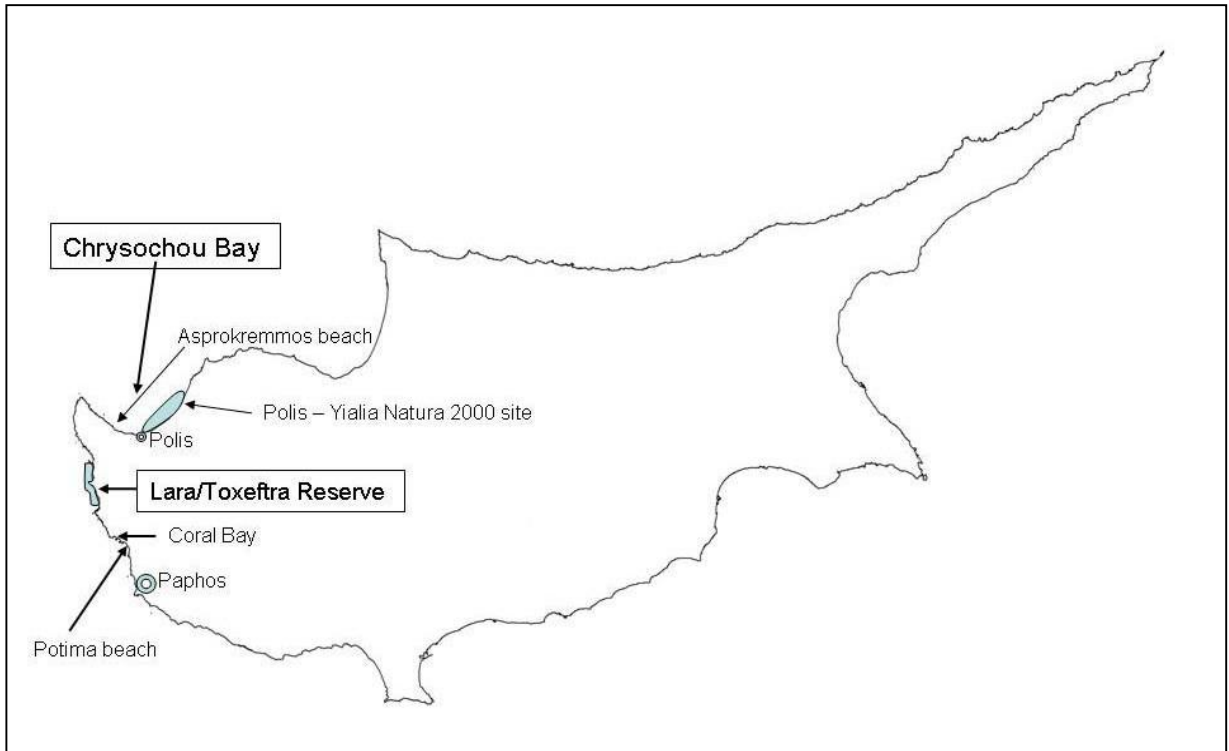 Chrysochou Bay
Asprokremmos beach
Polis – Yialia Natura 2000 site
Polis
Lara/Toxeftra Reserve
Coral Bay
Paphos
Potima beach